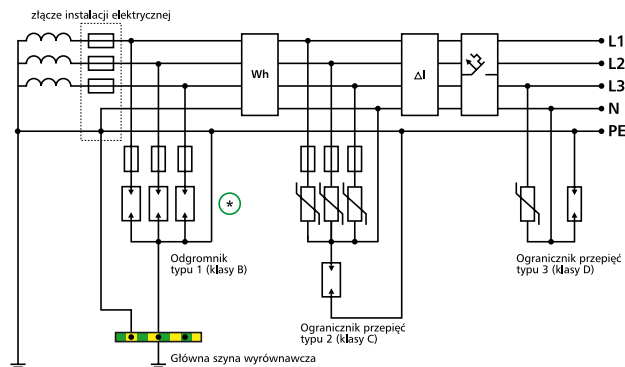 złącze instalacji elektrycznej
L1
L2
L3
N
PE
Wh
ΔI
*
Odgromnik
typu 1 (klasy B)
Ogranicznik przepięć
typu 2 (klasy C)
Ogranicznik przepięć
typu 3 (klasy D)
Główna szyna wyrównawcza